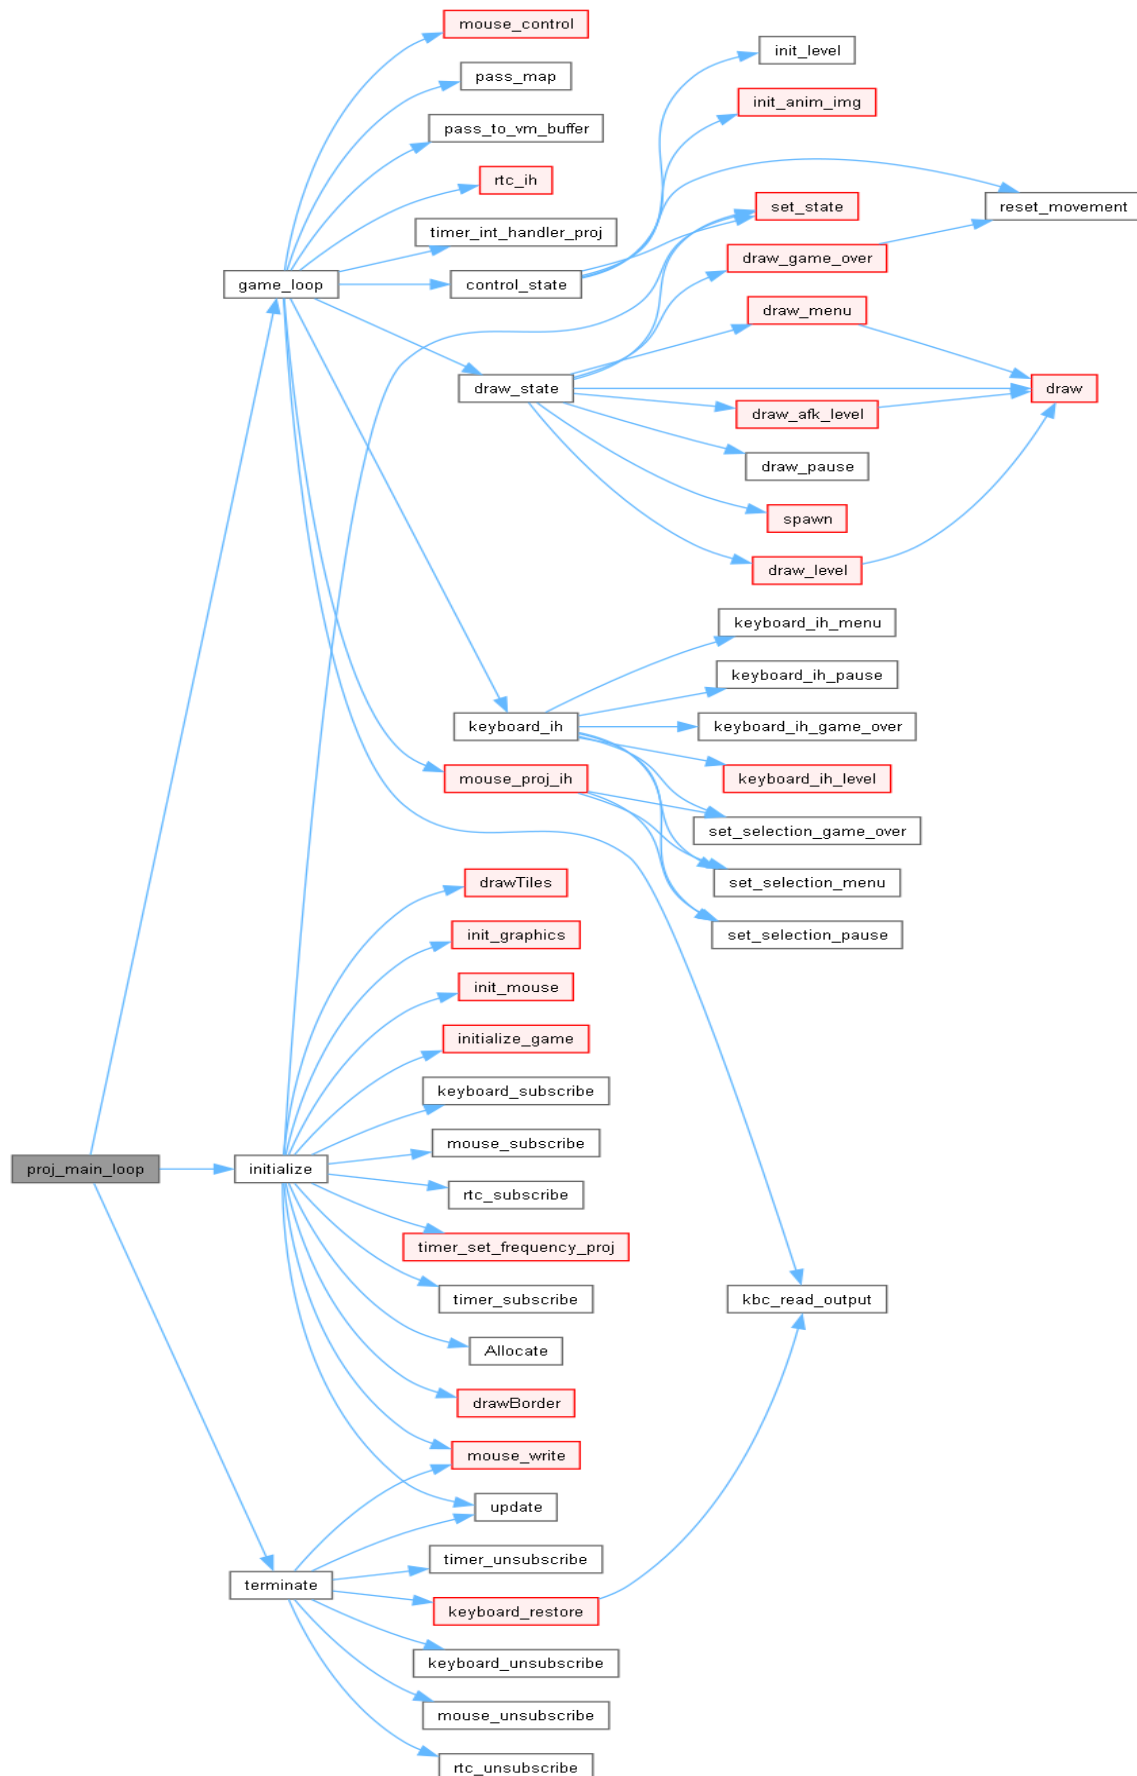 mouse_control
init_level
pass_map
init_anim_img
pass_to_vm_buffer
rtc_ih
set_state
reset_movement
timer_int_handler_proj
draw_game_over
game_loop
control_state
draw_menu
draw_state
draw
draw_afk_level
draw_pause
spawn
draw_level
keyboard_ih_menu
keyboard_ih_pause
keyboard_ih
keyboard_ih_game_over
mouse_proj_ih
keyboard_ih_level
set_selection_game_over
drawTiles
set_selection_menu
init_graphics
set_selection_pause
init_mouse
initialize_game
keyboard_subscribe
mouse_subscribe
proj_main_loop
initialize
rtc_subscribe
timer_set_frequency_proj
timer_subscribe
kbc_read_output
Allocate
drawBorder
mouse_write
update
timer_unsubscribe
terminate
keyboard_restore
keyboard_unsubscribe
mouse_unsubscribe
rtc_unsubscribe